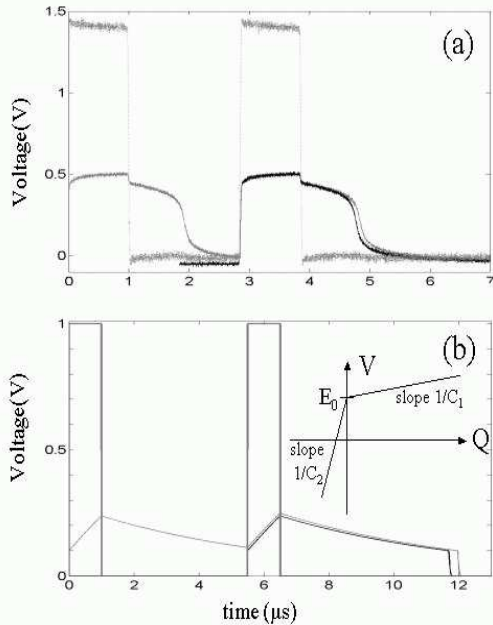 1.5
(a)
1
Voltage(V)
0.5
0
0 1 2 3 4 5 6 7
1
(b)
V
E0
slope 1/C1
Voltage(V)
0.5
Q
slope
1/C2
0
0 2 4 6 8 10 12 14
time (μs)